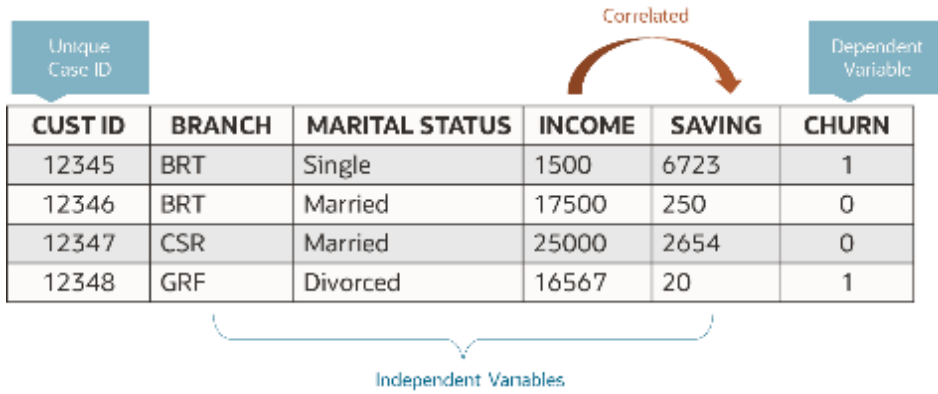 Correlated
Unique
Case ID
Dependent
Variable
CUST ID BRANCH MARITAL STATUS INCOME SAVING CHURN
12345 BRT Single 1500 6723 1
12346 BRT Married 17500 250 0
12347 CSR Married 25000 2654 0
12348 GRF Divorced 16567 20 1
Independent Variables